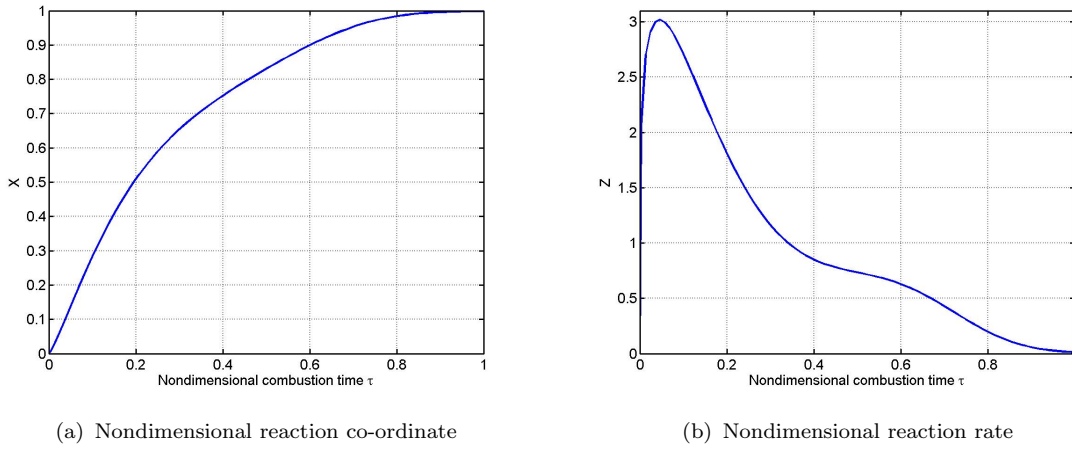 1
0.9
0.8
0.7
0.6
0.5
0.4
0.3
0.2
0.1
0
X
0 0.2 0.4 0.6 0.8 1
Nondimensional combustion time τ
(a) Nondimensional reaction co-ordinate
3
2.5
2
1.5
1
0.5
0
Z
0 0.2 0.4 0.6 0.8
Nondimensional combustion time τ
(b) Nondimensional reaction rate